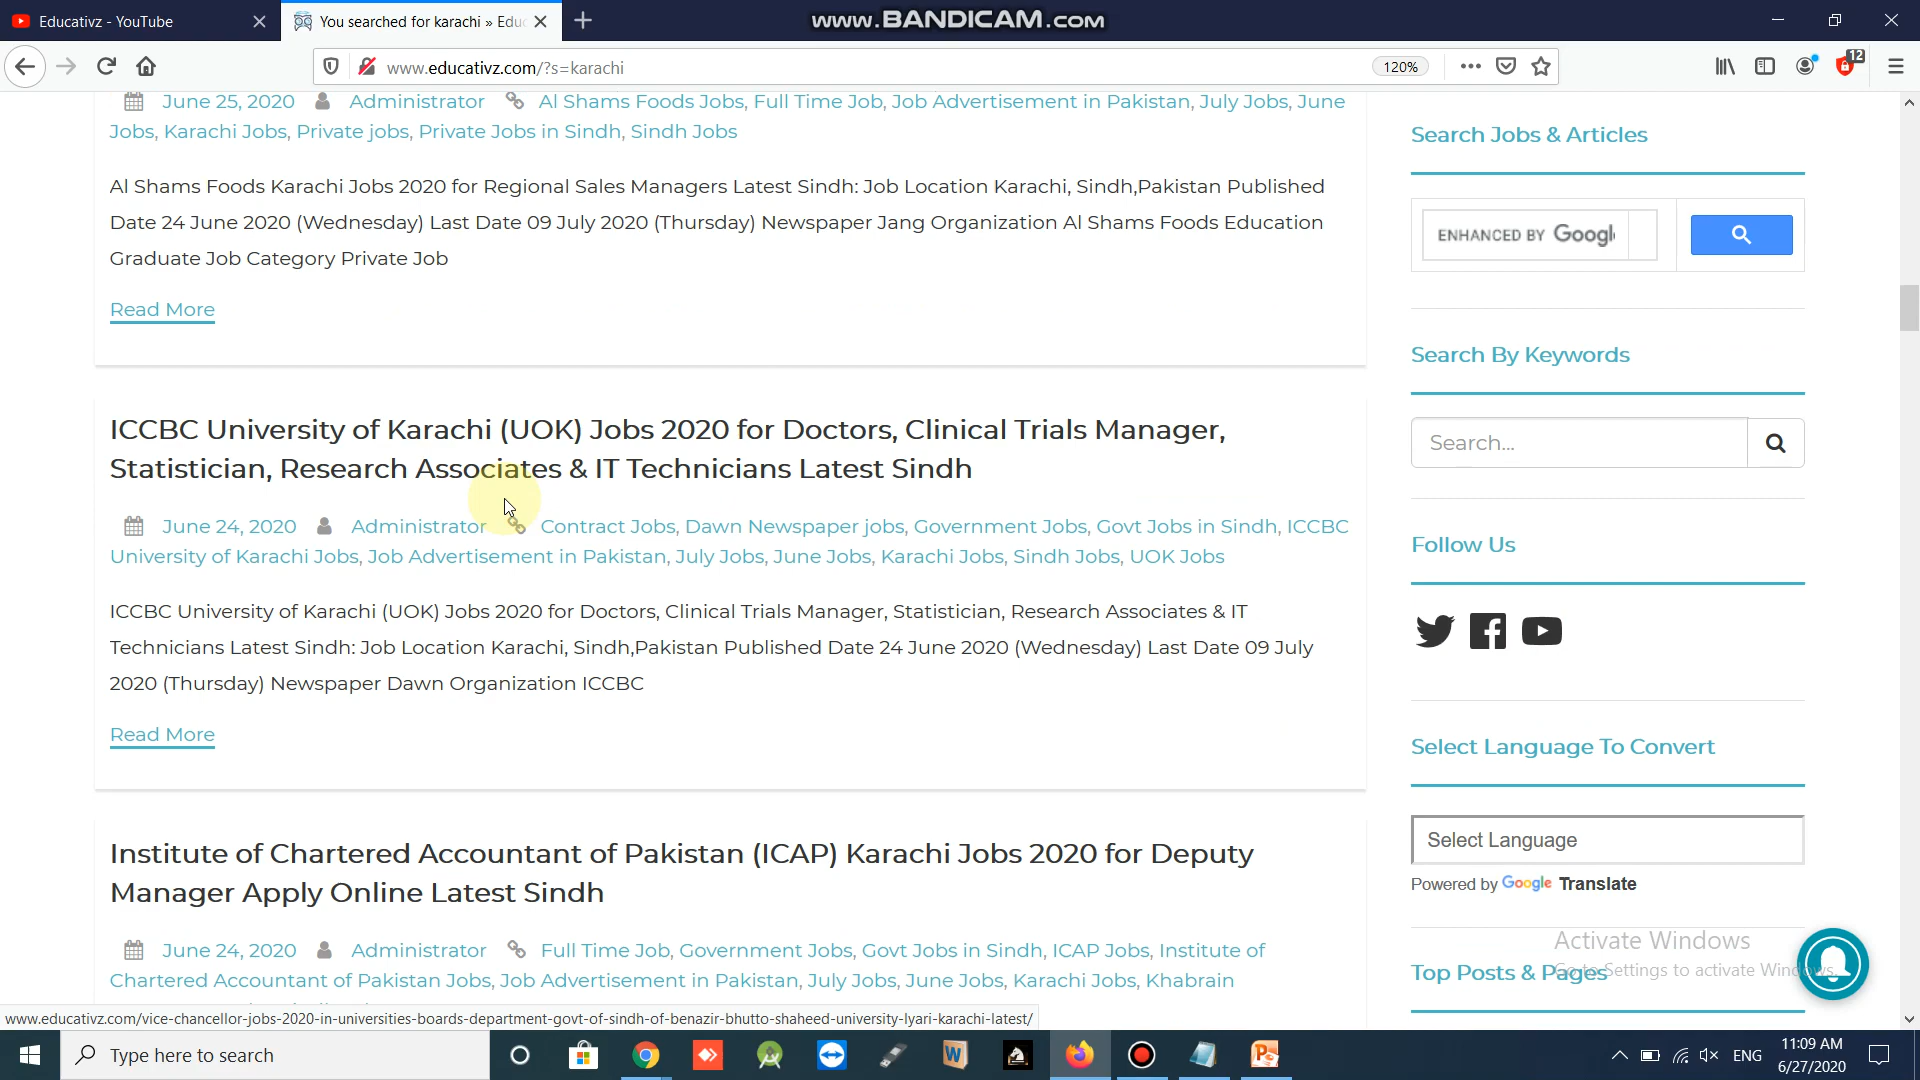 Educativz - YouTube
You searched for karachi » Educ
WWW.BANDICAM.COM
www.educativz.com/?s=karachi
120%
12
June 25, 2020 Administrator Al Shams Foods Jobs, Full Time Job, Job Advertisement in Pakistan, July Jobs, June
Jobs, Karachi Jobs, Private jobs, Private Jobs in Sindh, Sindh Jobs
Al Shams Foods Karachi Jobs 2020 for Regional Sales Managers Latest Sindh: Job Location Karachi, Sindh,Pakistan Published
Date 24 June 2020 (Wednesday) Last Date 09 July 2020 (Thursday) Newspaper Jang Organization Al Shams Foods Education
Graduate Job Category Private Job
Read More
ICCBC University of Karachi (UOK) Jobs 2020 for Doctors, Clinical Trials Manager,
Statistician, Research Associates & IT Technicians Latest Sindh
June 24, 2020 Administrator Contract Jobs, Dawn Newspaper jobs, Government Jobs, Govt Jobs in Sindh, ICCBC
University of Karachi Jobs, Job Advertisement in Pakistan, July Jobs, June Jobs, Karachi Jobs, Sindh Jobs, UOK Jobs
ICCBC University of Karachi (UOK) Jobs 2020 for Doctors, Clinical Trials Manager, Statistician, Research Associates & IT
Technicians Latest Sindh: Job Location Karachi, Sindh,Pakistan Published Date 24 June 2020 (Wednesday) Last Date 09 July
2020 (Thursday) Newspaper Dawn Organization ICCBC
Read More
Institute of Chartered Accountant of Pakistan (ICAP) Karachi Jobs 2020 for Deputy
Manager Apply Online Latest Sindh
June 24, 2020 Administrator Full Time Job, Government Jobs, Govt Jobs in Sindh, ICAP Jobs, Institute of
Chartered Accountant of Pakistan Jobs, Job Advertisement in Pakistan, July Jobs, June Jobs, Karachi Jobs, Khabrain
Search Jobs & Articles
ENHANCED BY Google
Search By Keywords
Search...
Follow Us
Select Language To Convert
Select Language
Powered by Google Translate
Activate Windows
Go to Settings to activate Windows.
Top Posts & Pages
www.educativz.com/vice-chancellor-jobs-2020-in-universities-boards-department-govt-of-sindh-of-benazir-bhutto-shaheed-university-lyari-karachi-latest/
Type here to search
ENG
11:09 AM
6/27/2020